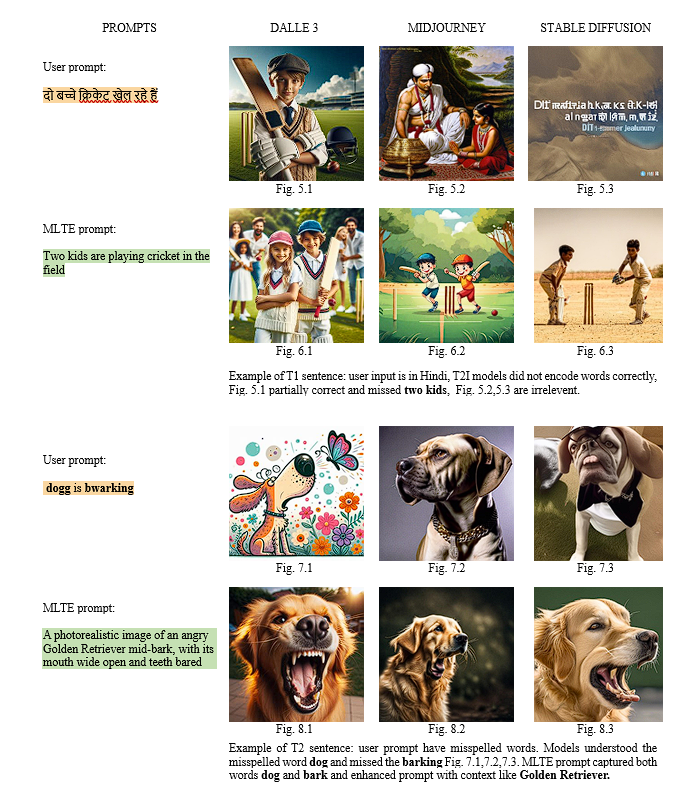 PROMPTS DALLE 3 MIDJOURNEY STABLE DIFFUSION
User prompt:
दो बच्चे क्रिकेट खेल रहे हैं
Fig. 5.1 Fig. 5.2 Fig. 5.3
MLTE prompt:
Two kids are playing cricket in the
field
Fig. 6.1 Fig. 6.2 Fig. 6.3
Example of T1 sentence: user input is in Hindi, T2I models did not encode words correctly,
Fig. 5.1 partially correct and missed two kids, Fig. 5.2,5.3 are irrelevent.
User prompt:
dogg is bwarking
Fig. 7.1 Fig. 7.2 Fig. 7.3
MLTE prompt:
A photorealistic image of an angry
Golden Retriever mid-bark, with its
mouth wide open and teeth bared
Fig. 8.1 Fig. 8.2 Fig. 8.3
Example of T2 sentence: user prompt have misspelled words. Models understood the
misspelled word dog and missed the barking Fig. 7.1,7.2,7.3. MLTE prompt captured both
words dog and bark and enhanced prompt with context like Golden Retriever.